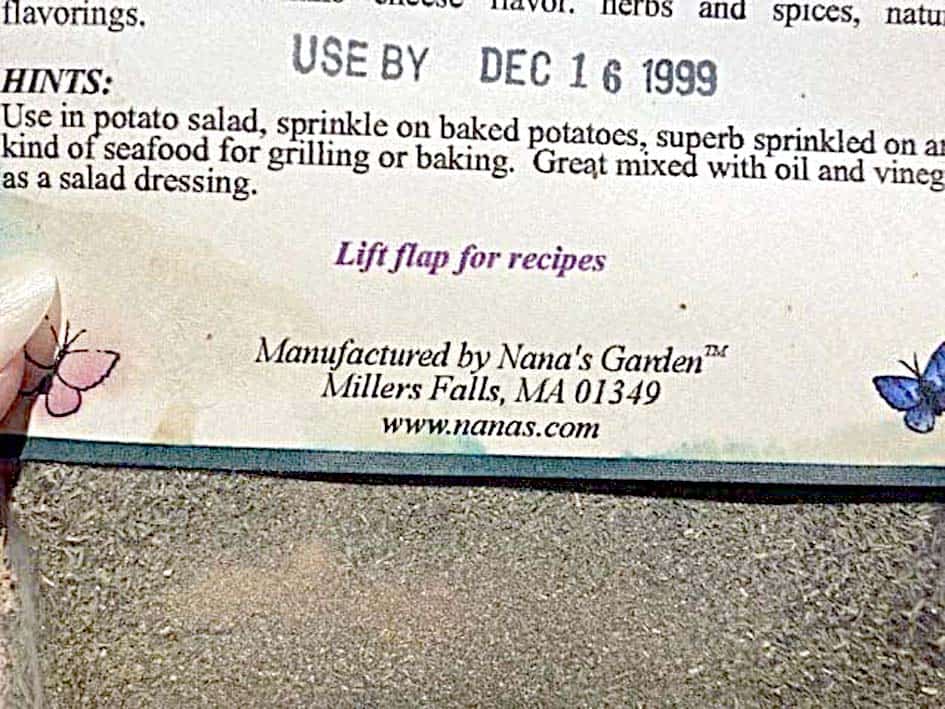 cheese flavor. herbs and spices,
flavorings.
USE BY DEC 16 1999
HINTS:
Use in potato salad, sprinkle on baked potatoes, superb sprinkled on
kind of seafood for grilling or baking. Great mixed with oil and
as a salad dressing.
Lift flap for recipes
Manufactured by Nana's Garden™
Millers Falls, MA 01349
www.nanas.com